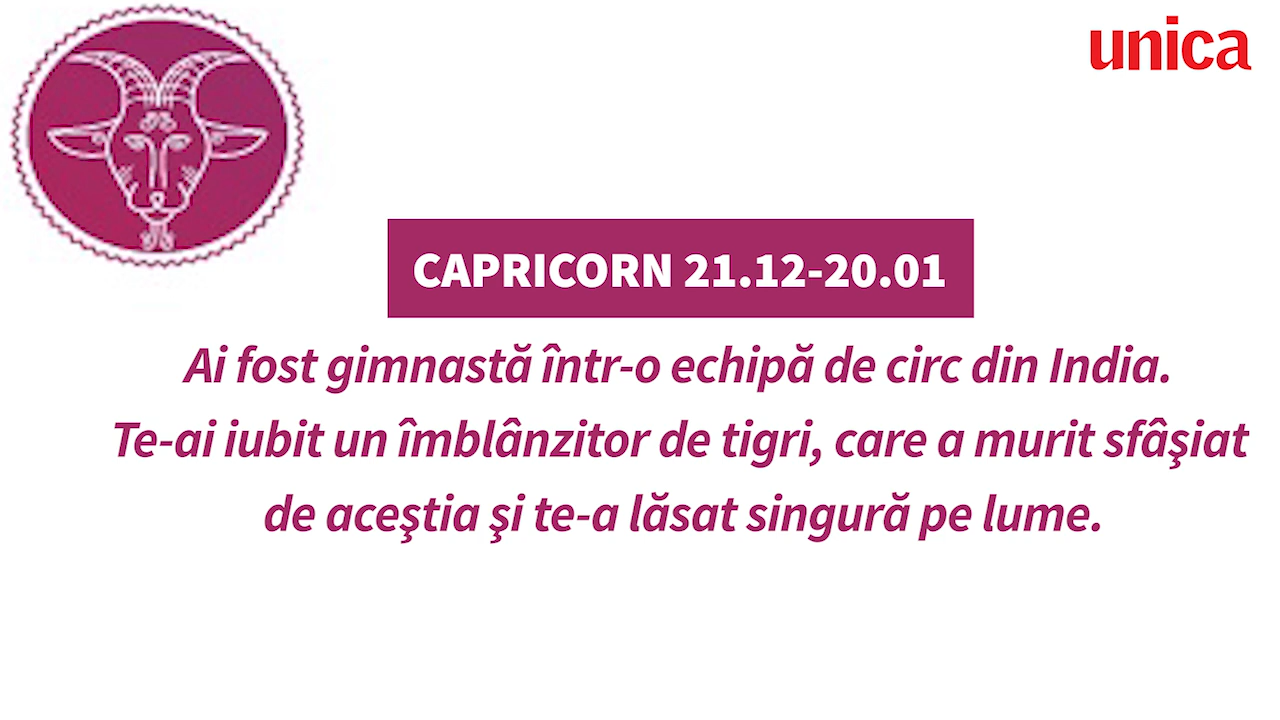 unica
CAPRICORN 21.12-20.01
Ai fost gimnastă într-o echipă de circ din India.
Te-ai iubit un îmblânzitor de tigri, care a murit sfâşiat
de aceştia şi te-a lăsat singură pe lume.